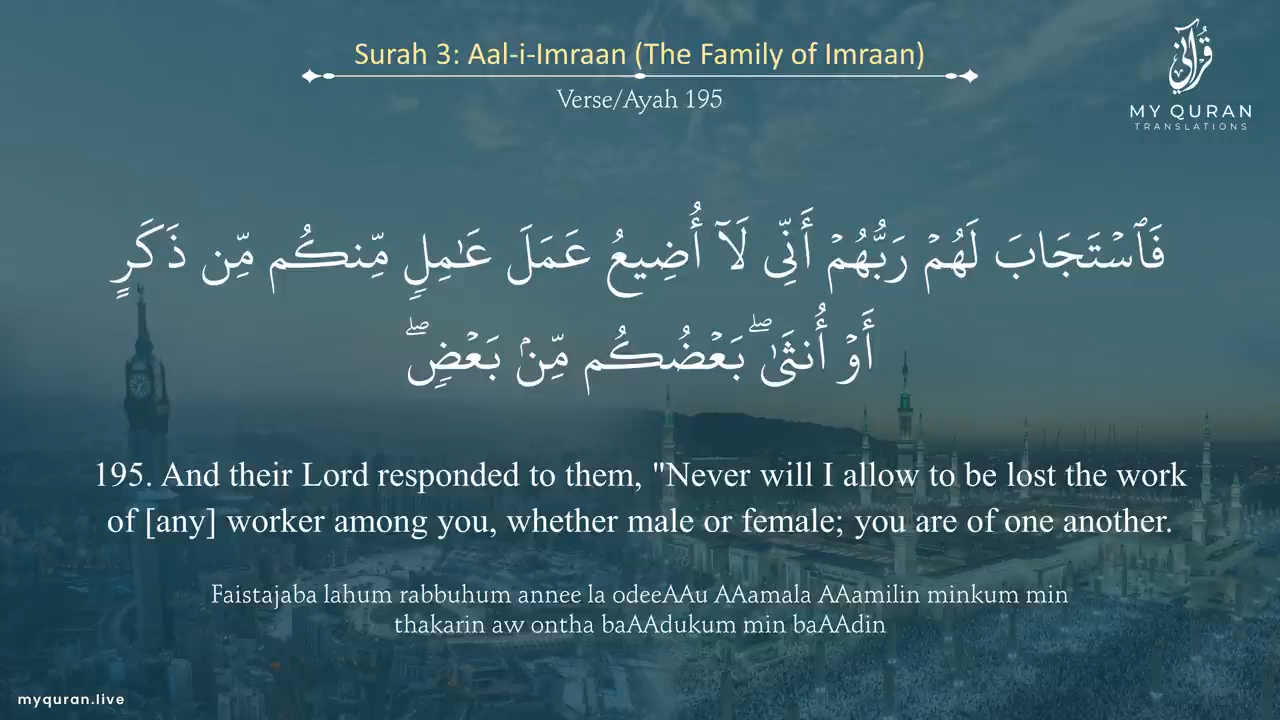 Surah 3: Aal-i-Imraan (The Family of Imraan)
Verse/Ayah 195
قرآني
MY QURAN
TRANSLATIONS
فَٱسْتَجَابَ لَهُمْ رَبُّهُمْ أَنِّى لَآ أُضِيعُ عَمَلَ عَـٰمِلٍ مِّنكُم مِّن ذَكَرٍ
أَوْ أُنثَىٰ ۖ بَعْضُكُم مِّنۢ بَعْضٍ ۖ
195. And their Lord responded to them, "Never will I allow to be lost the work
of [any] worker among you, whether male or female; you are of one another.
Faistajaba lahum rabbuhum annee la odeeAAu AAamala AAamilin minkum min
thakarin aw ontha baAAdukum min baAAdin
myquran.live